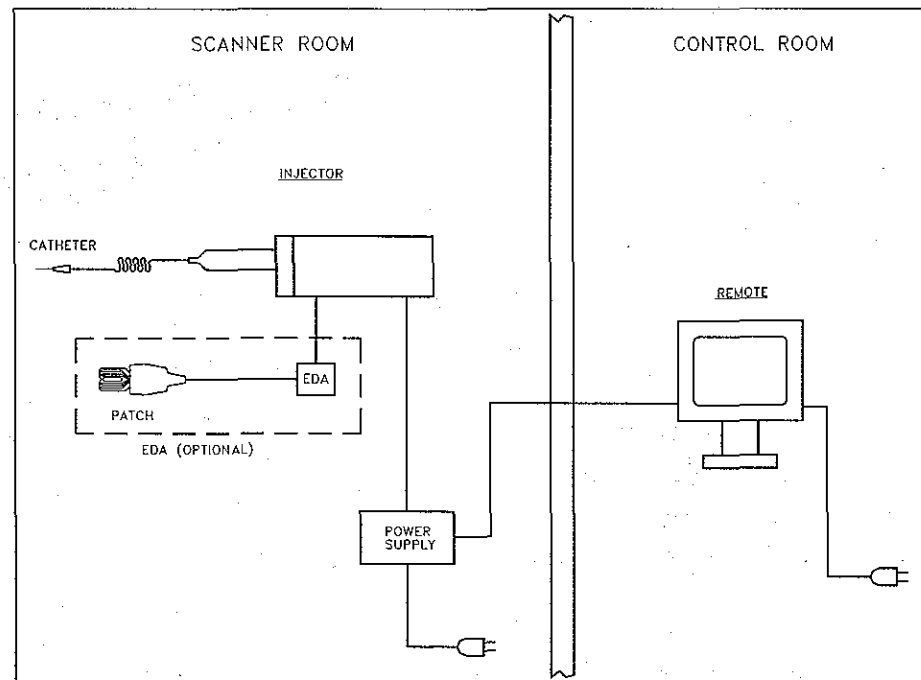 SCANNER ROOM
CONTROL ROOM
INJECTOR
CATHETER
REMOTE
EDA
PATCH
EDA (OPTIONAL)
POWER
SUPPLY